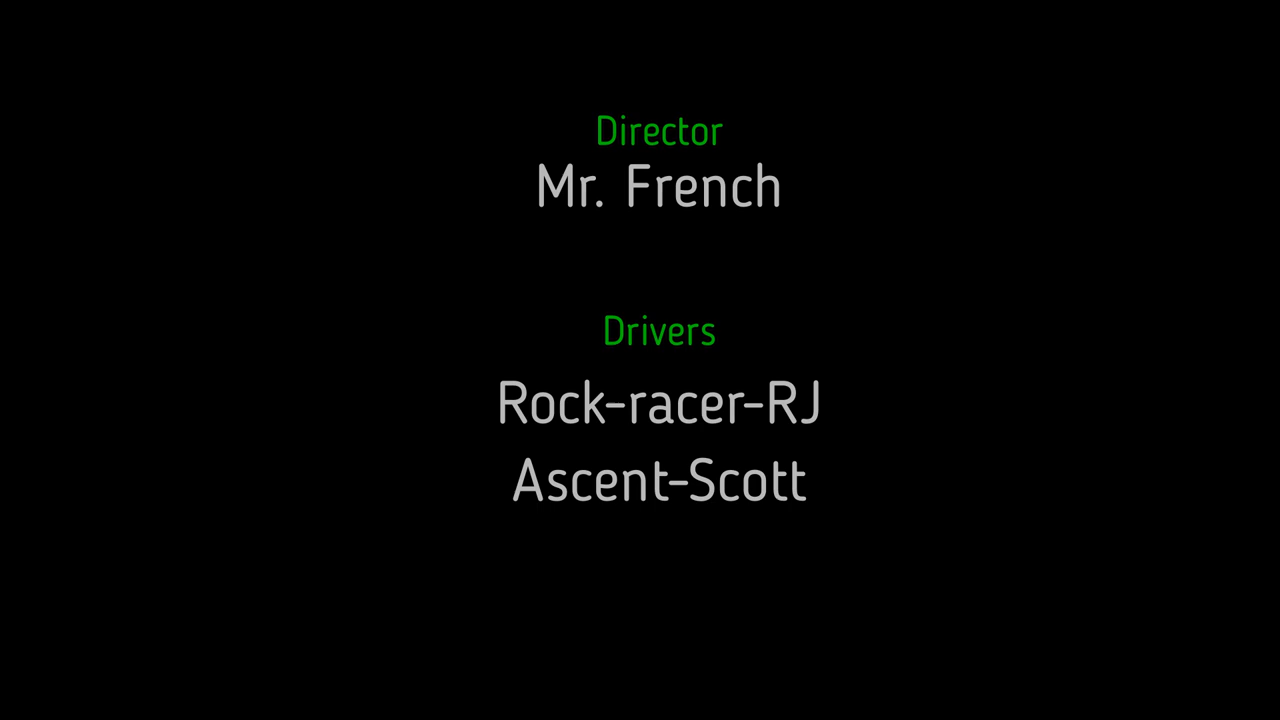 Director
Mr. French
Drivers
Rock-racer-RJ
Ascent-Scott